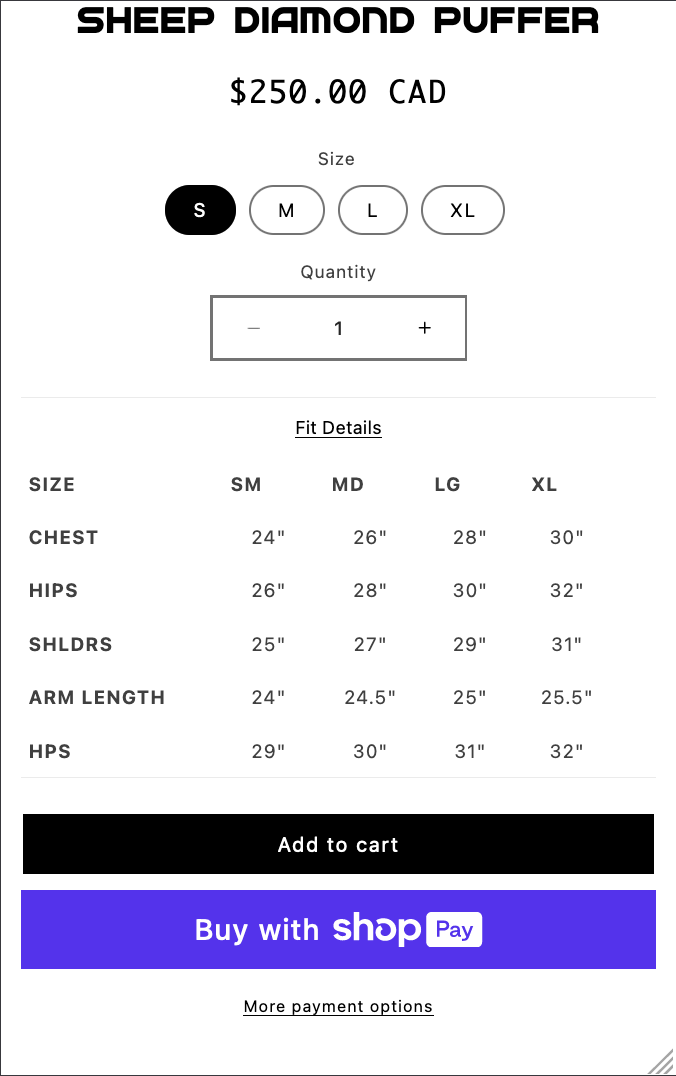 SHEEP DIAMOND PUFFER
$250.00 CAD
Size
S M L XL
Quantity
− 1 +
Fit Details
SIZE SM MD LG XL
CHEST 24" 26" 28" 30"
HIPS 26" 28" 30" 32"
SHLDRS 25" 27" 29" 31"
ARM LENGTH 24" 24.5" 25" 25.5"
HPS 29" 30" 31" 32"
Add to cart
Buy with shop Pay
More payment options